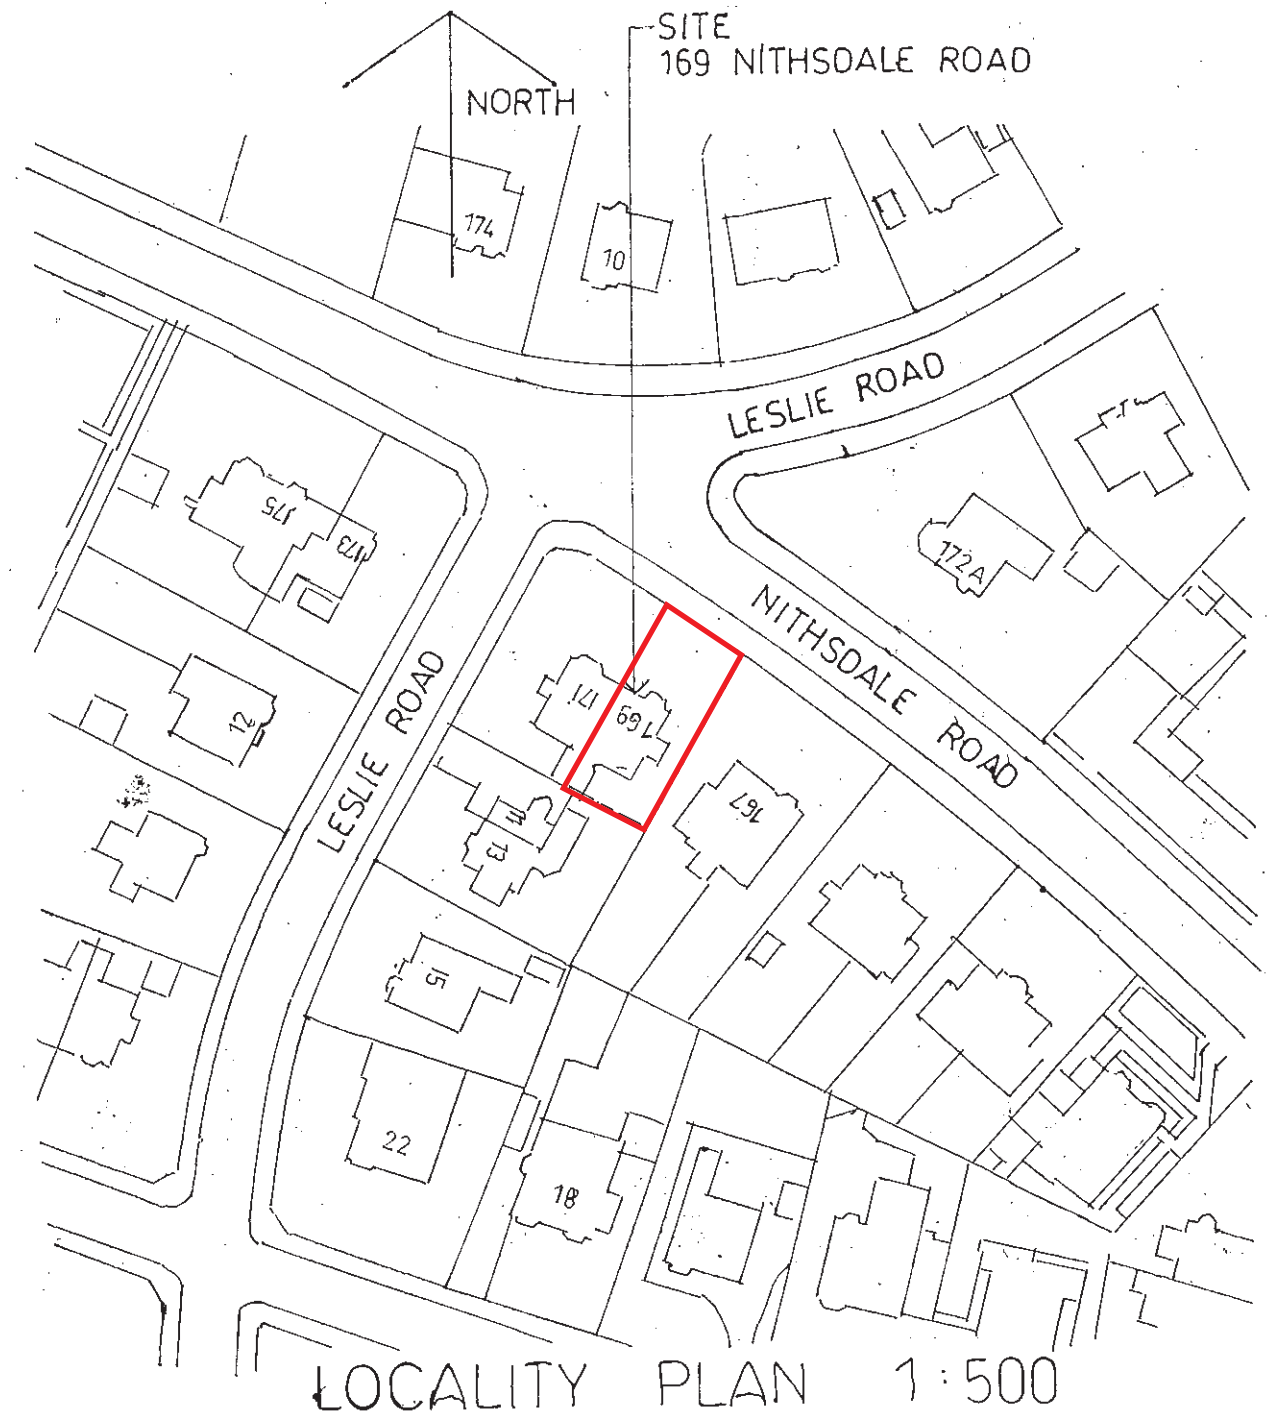 SITE
169 NITHSDALE ROAD
NORTH
174
10
LESLIE ROAD
175
173
172A
NITHSDALE ROAD
171
169
12
LESLIE ROAD
167
11
13
15
22
18
LOCALITY PLAN 1:500